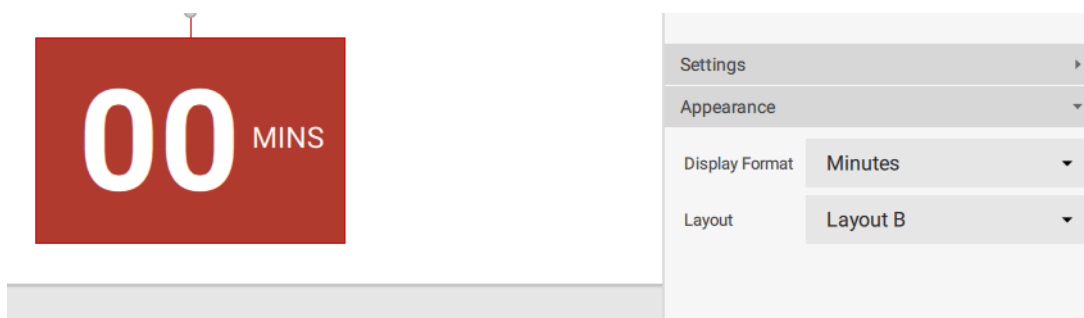 00 MINS
Settings
Appearance
Display Format Minutes
Layout Layout B